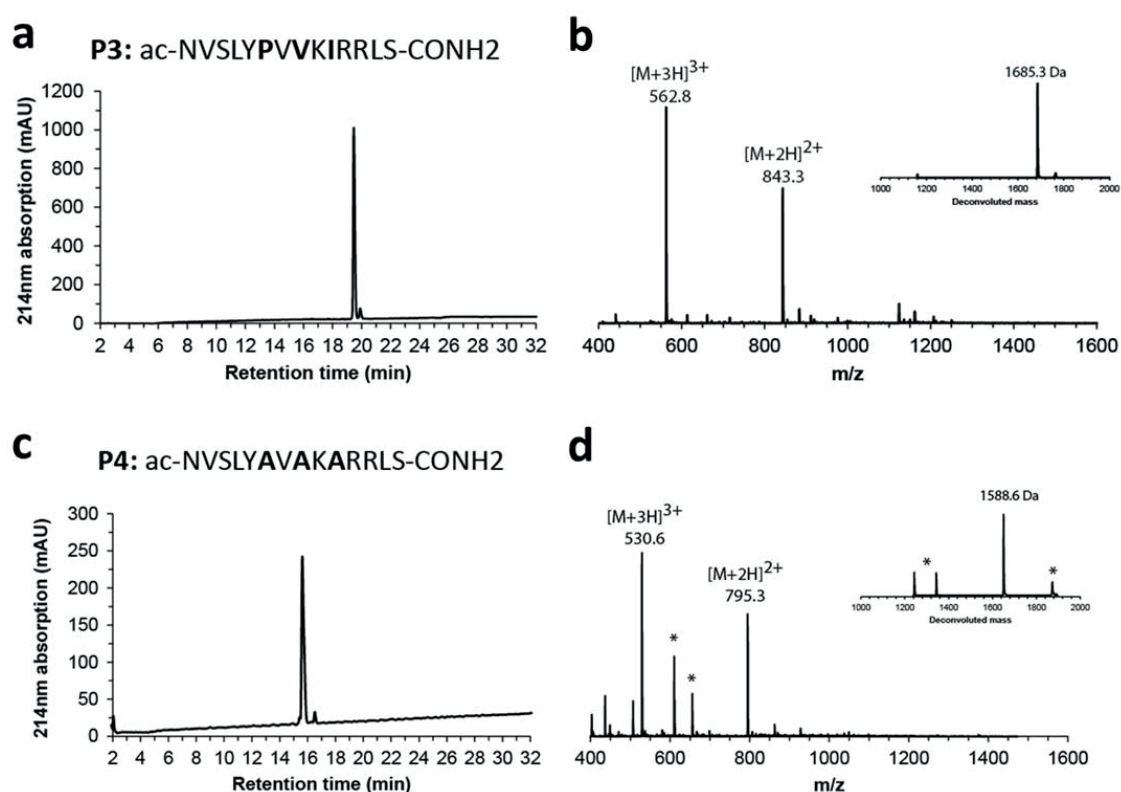 a
P3: ac-NVSLYPVVKIRRLS-CONH2
214nm absorption (mAU)
1200
1000
800
600
400
200
0
2 4 6 8 10 12 14 16 18 20 22 24 26 28 30 32
Retention time (min)
b
[M+3H]3+
562.8
[M+2H]2+
843.3
1685.3 Da
1000 1200 1400 1600 1800 2000
Deconvoluted mass
400 600 800 1000 1200 1400 1600
m/z
c
P4: ac-NVSLYAVAKARRLS-CONH2
214nm absorption (mAU)
300
250
200
150
100
50
0
2 4 6 8 10 12 14 16 18 20 22 24 26 28 30 32
Retention time (min)
d
[M+3H]3+
530.6
*
*
[M+2H]2+
795.3
1588.6 Da
*
*
1000 1200 1400 1600 1800 2000
Deconvoluted mass
400 600 800 1000 1200 1400 1600
m/z